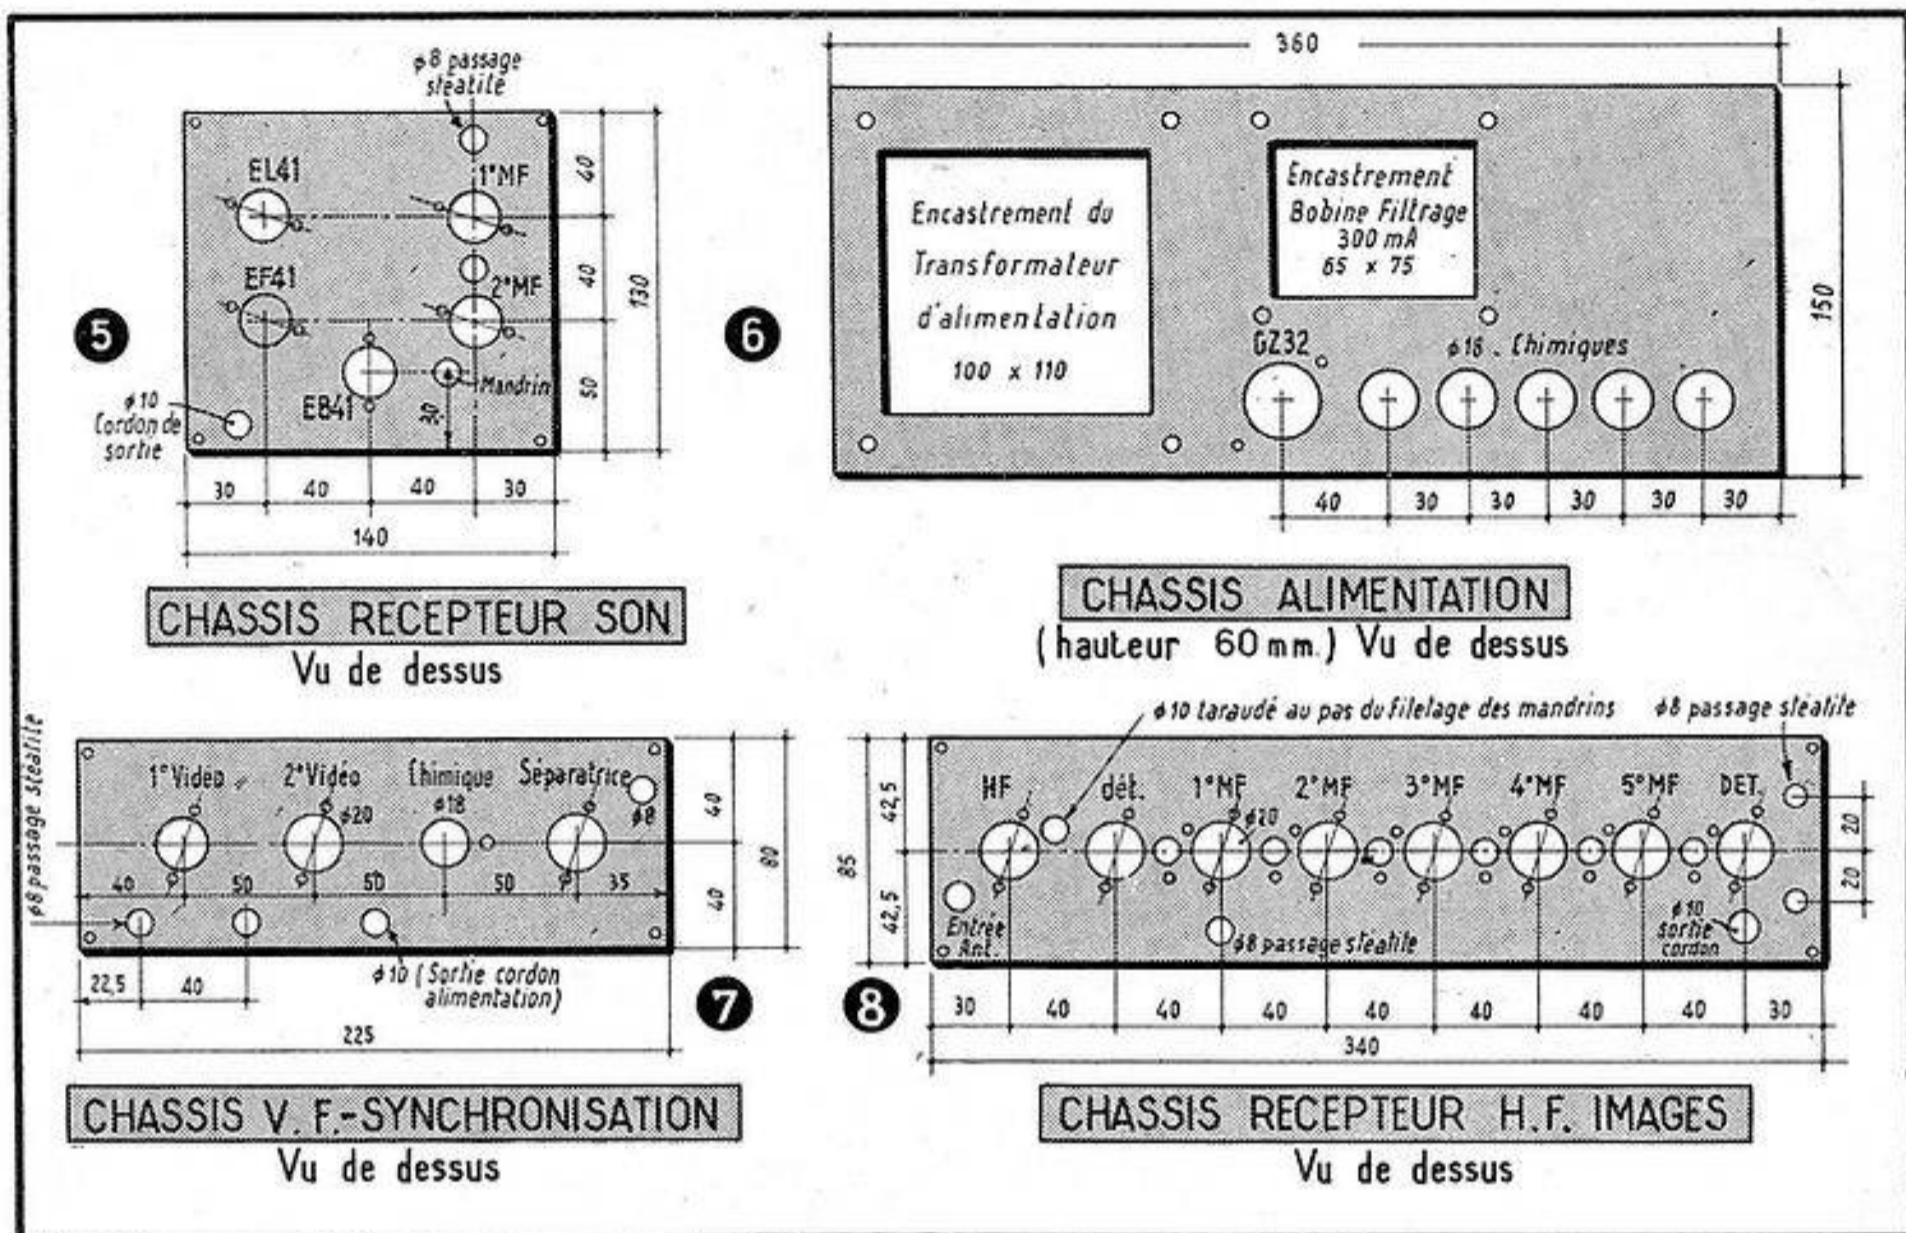 φ8 passage
stéatite
EL41
1°MF
EF41
2°MF
EB41
Mandrin
φ10
Cordon de
sortie
40
40
50
130
30
30
40
40
30
140
5
CHASSIS RECEPTEUR SON
Vu de dessus
360
Encastrement du
Transformateur
d'alimentation
100 x 110
Encastrement
Bobine Filtrage
300 mA
65 x 75
GZ32
φ18 - Chimiques
150
40
30
30
30
30
30
6
CHASSIS ALIMENTATION
(hauteur 60 mm.) Vu de dessus
φ8 passage stéatite
1°Vidéo
2°Vidéo
Chimique
Séparatrice
φ20
φ18
φ8
40
50
50
50
35
40
40
80
22,5
40
φ10 (Sortie cordon
alimentation)
225
7
CHASSIS V. F.-SYNCHRONISATION
Vu de dessus
φ10 taraudé au pas du filelage des mandrins
φ8 passage stéatite
HF
dét.
1°MF
2°MF
3°MF
4°MF
5°MF
DET.
φ20
42,5
42,5
85
20
20
Entrée
Ant.
φ8 passage stéatite
φ10
sortie
cordon
30
40
40
40
40
40
40
40
30
340
8
CHASSIS RECEPTEUR H.F. IMAGES
Vu de dessus